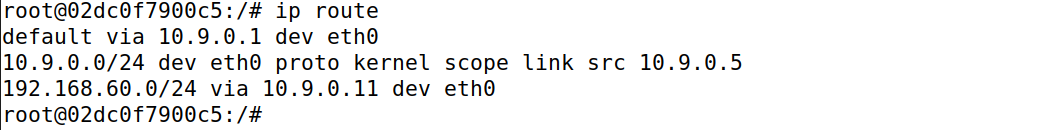 root@02dc0f7900c5:/# ip route
default via 10.9.0.1 dev eth0
10.9.0.0/24 dev eth0 proto kernel scope link src 10.9.0.5
192.168.60.0/24 via 10.9.0.11 dev eth0
root@02dc0f7900c5:/#